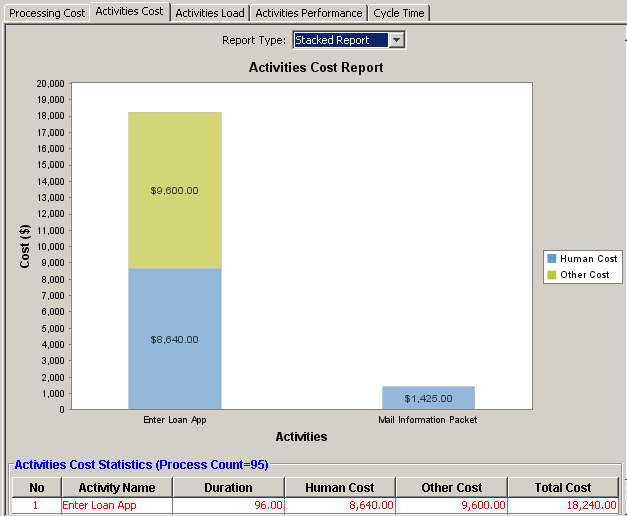 Processing Cost Activities Cost Activities Load Activities Performance Cycle Time
Report Type: Stacked Report
Activities Cost Report
20,000
19,000
18,000
17,000
16,000
15,000
14,000
13,000
12,000
11,000
10,000
9,000
8,000
7,000
6,000
5,000
4,000
3,000
2,000
1,000
0
Cost ($)
$9,600.00
$8,640.00
$1,425.00
Human Cost
Other Cost
Enter Loan App Mail Information Packet
Activities
Activities Cost Statistics (Process Count=95)
No Activity Name Duration Human Cost Other Cost Total Cost
1 Enter Loan App 96.00 8,640.00 9,600.00 18,240.00